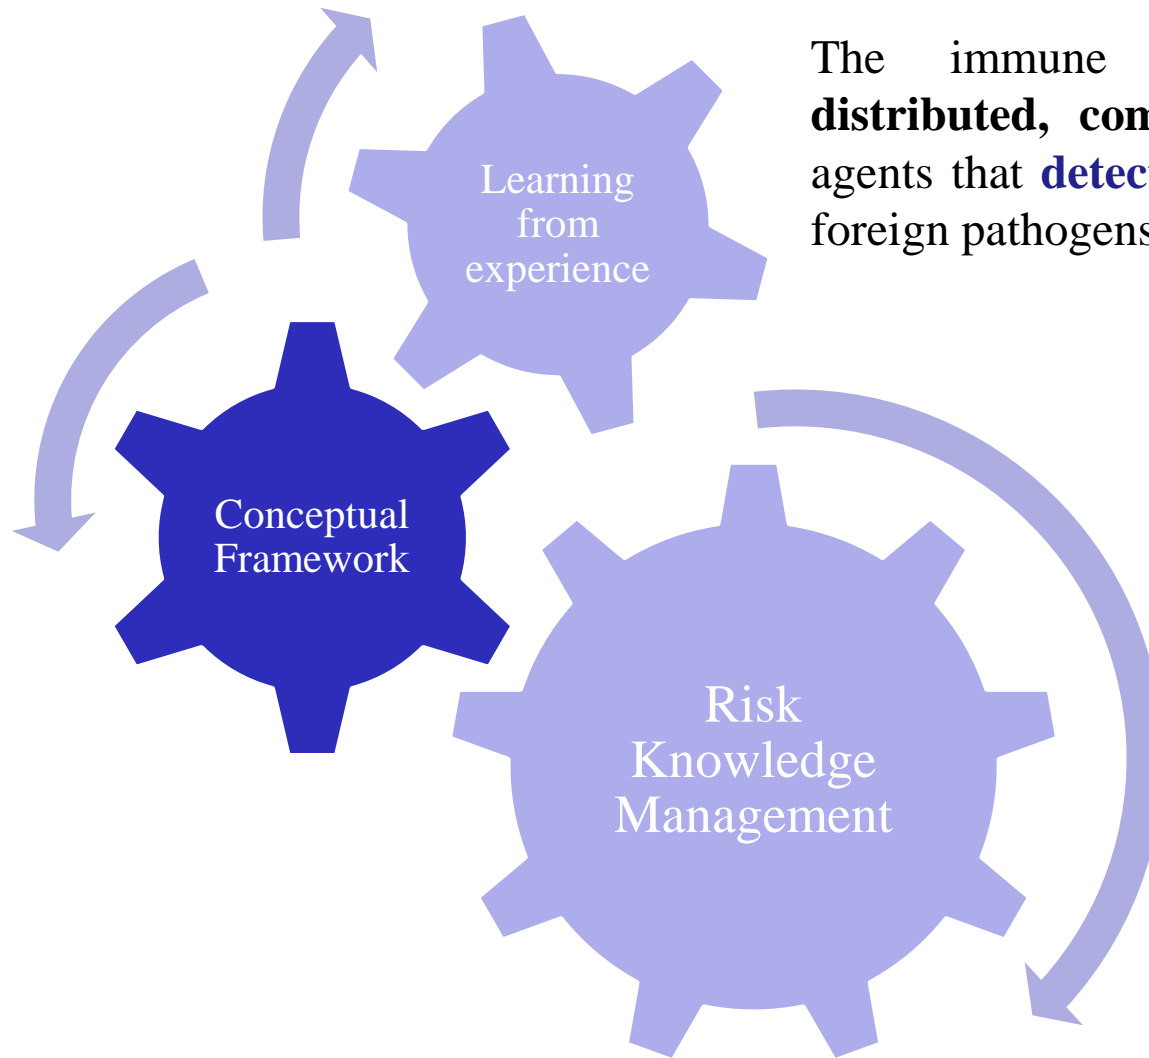 The immune
distributed,
agents that
foreign pathogens
Learning
from
experience
Conceptual
Framework
Risk
Knowledge
Management